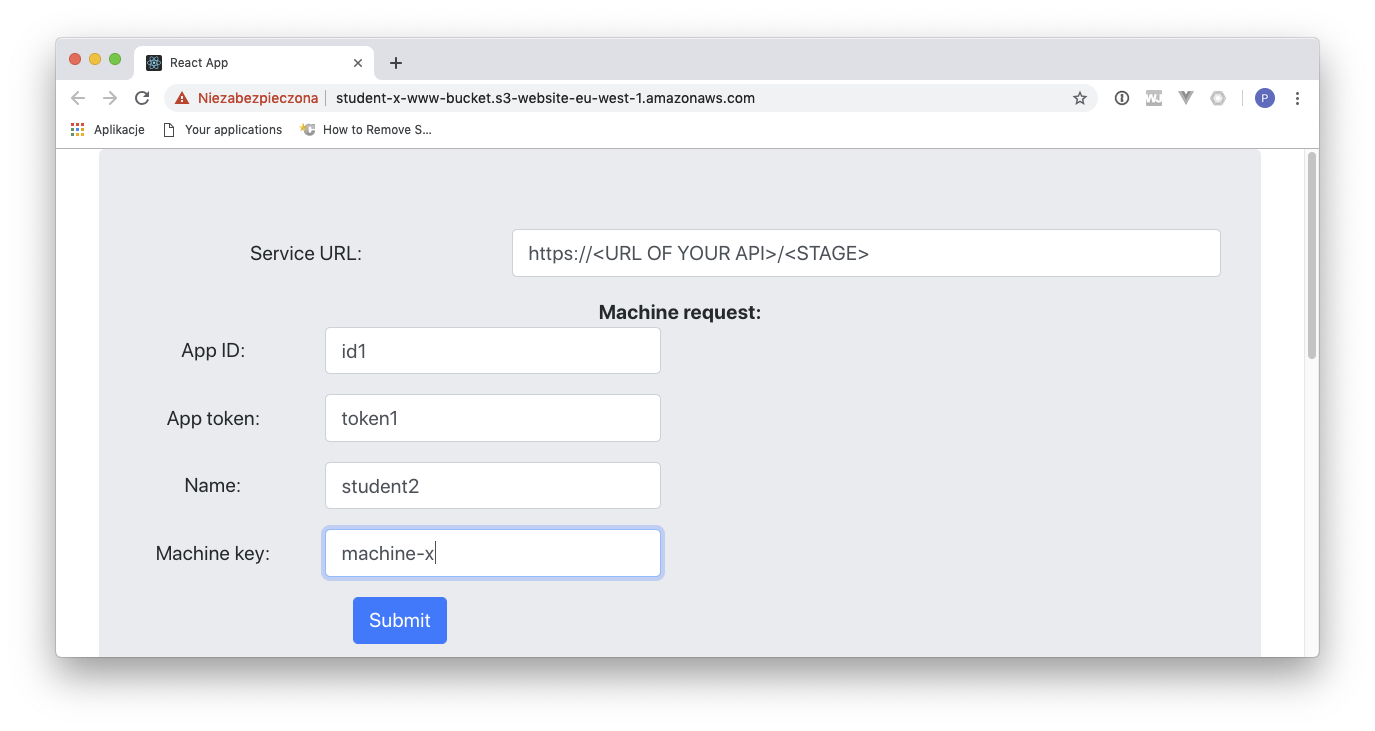 React App
Niezabezpieczona student-x-www-bucket.s3-website-eu-west-1.amazonaws.com
P
Aplikacje Your applications How to Remove S...
Service URL: https://<URL OF YOUR API>/<STAGE>
Machine request:
App ID: id1
App token: token1
Name: student2
Machine key: machine-x
Submit